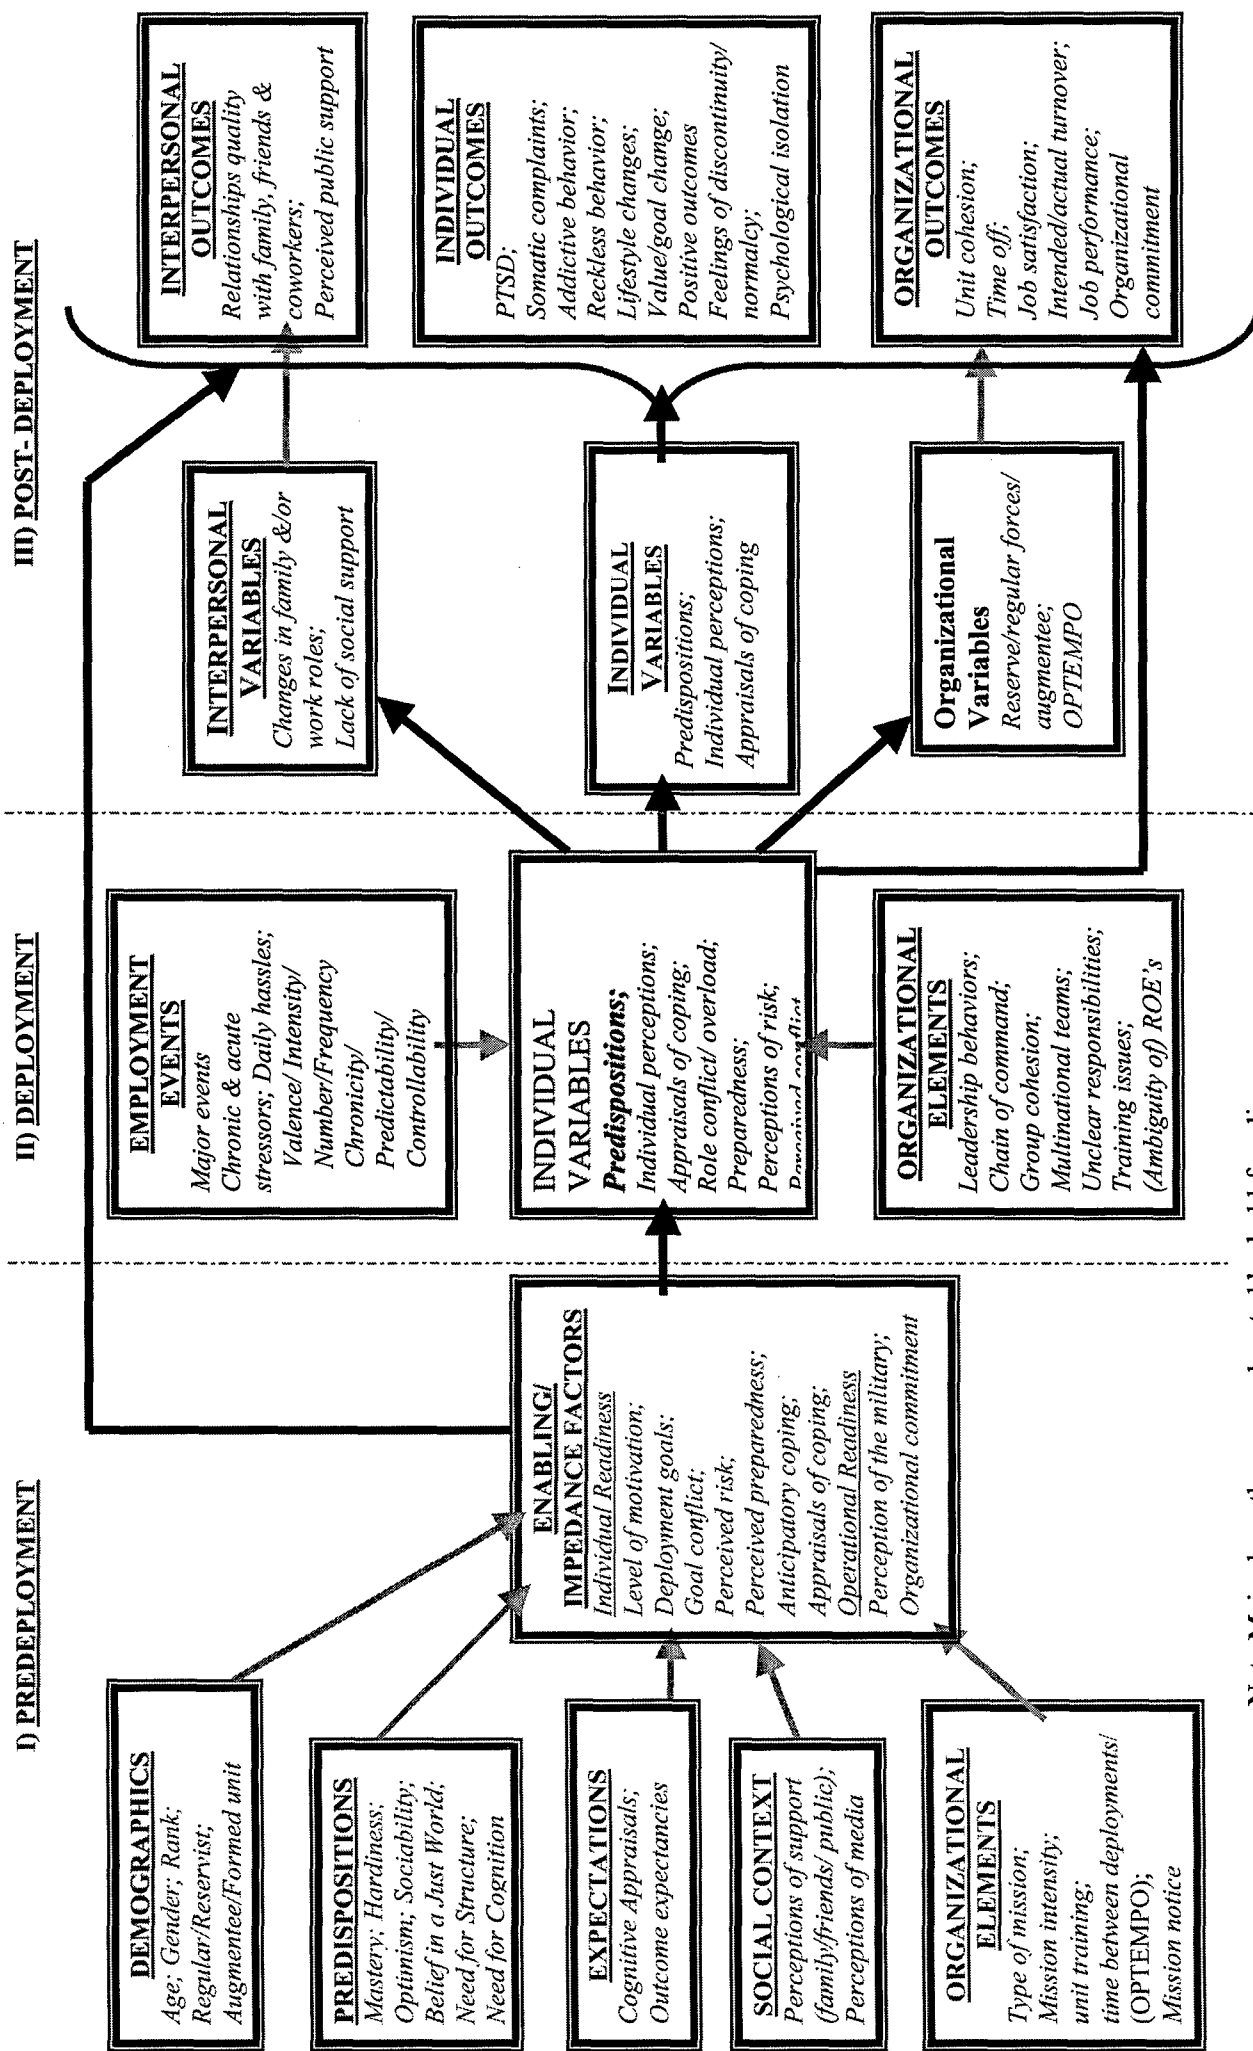 I) PREDEPLOYMENT
DEMOGRAPHICS
Age; Gender; Rank;
Regular/Reservist;
Augmentee/Formed unit
PREDISPOSITIONS
Mastery; Hardiness;
Optimism; Sociability;
Belief in a Just World;
Need for Structure;
Need for Cognition
EXPECTATIONS
Cognitive Appraisals;
Outcome expectancies
SOCIAL CONTEXT
Perceptions of support
(family/friends/ public);
Perceptions of media
ORGANIZATIONAL
ELEMENTS
Type of mission;
Mission intensity;
unit training;
time between deployments/
(OPTEMPO);
Mission notice
ENABLING/
IMPEDANCE FACTORS
Individual Readiness
Level of motivation;
Deployment goals;
Goal conflict;
Perceived risk;
Perceived preparedness;
Anticipatory coping;
Appraisals of coping;
Operational Readiness
Perception of the military;
Organizational commitment
II) DEPLOYMENT
EMPLOYMENT
EVENTS
Major events
Chronic & acute
stressors; Daily hassles;
Valence/ Intensity/
Number/Frequency
Chronicity/
Predictability/
Controllability
INDIVIDUAL
VARIABLES
Predispositions;
Individual perceptions;
Appraisals of coping;
Role conflict/ overload;
Preparedness;
Perceptions of risk;
Perceived conflict
ORGANIZATIONAL
ELEMENTS
Leadership behaviors;
Chain of command;
Group cohesion;
Multinational teams;
Unclear responsibilities;
Training issues;
(Ambiguity of) ROE's
III) POST- DEPLOYMENT
INTERPERSONAL
VARIABLES
Changes in family &/or
work roles;
Lack of social support
INDIVIDUAL
VARIABLES
Predispositions;
Individual perceptions;
Appraisals of coping
Organizational
Variables
Reserve/regular forces/
augmentee;
OPTEMPO
INTERPERSONAL
OUTCOMES
Relationships quality
with family, friends &
coworkers;
Perceived public support
INDIVIDUAL
OUTCOMES
PTSD;
Somatic complaints;
Addictive behavior;
Reckless behavior;
Lifestyle changes;
Value/goal change;
Positive outcomes
Feelings of discontinuity/
normalcy;
Psychological isolation
ORGANIZATIONAL
OUTCOMES
Unit cohesion;
Time off;
Job satisfaction;
Intended/actual turnover;
Job performance;
Organizational
commitment